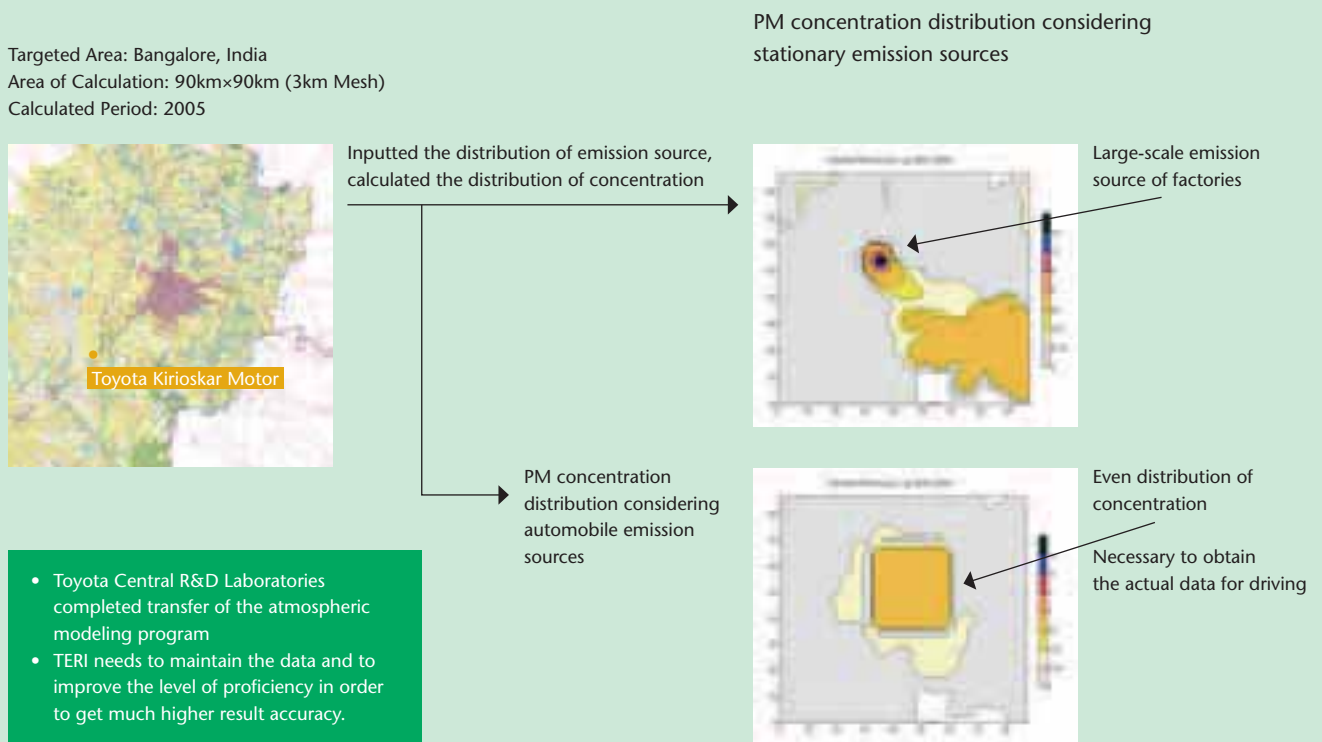 PM concentration distribution considering
stationary emission sources
Targeted Area: Bangalore, India
Area of Calculation: 90km×90km (3km Mesh)
Calculated Period: 2005
Inputted the distribution of emission source,
calculated the distribution of concentration
Large-scale emission
source of factories
Toyota Kirioskar Motor
PM concentration
distribution considering
automobile emission
sources
Even distribution of
concentration
Necessary to obtain
the actual data for driving
• Toyota Central R&D Laboratories
completed transfer of the atmospheric
modeling program
• TERI needs to maintain the data and to
improve the level of proficiency in order
to get much higher result accuracy.